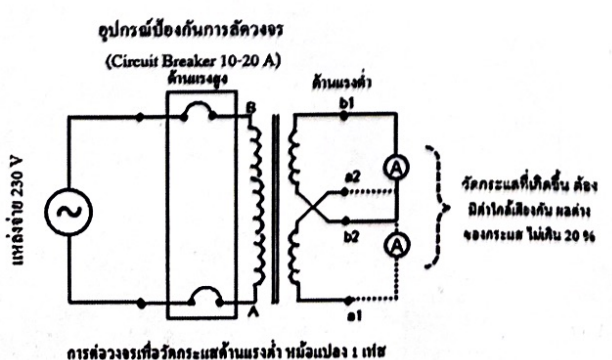 อุปกรณ์ป้องกันการลัดวงจร
(Circuit Breaker 10-20 A)
ด้านแรงสูง
ด้านแรงต่ำ
B
b1
A
a2
แหล่งจ่าย 230 V
b2
A
วัดกระแสที่เกิดขึ้น ต้อง
มีค่าใกล้เคียงกัน ผลต่าง
ของกระแส ไม่เกิน 20 %
A
a1
การต่อวงจรเพื่อวัดกระแสด้านแรงต่ำ หม้อแปลง 1 เฟส